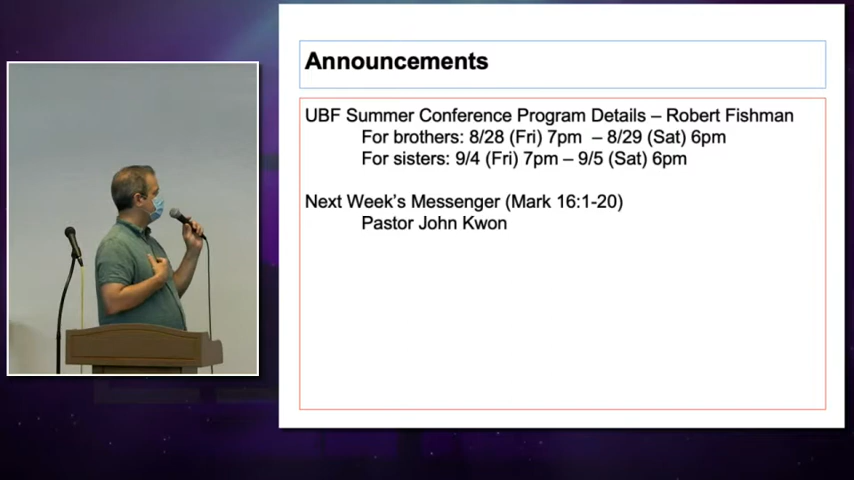 Announcements
UBF Summer Conference Program Details – Robert Fishman
For brothers: 8/28 (Fri) 7pm – 8/29 (Sat) 6pm
For sisters: 9/4 (Fri) 7pm – 9/5 (Sat) 6pm
Next Week's Messenger (Mark 16:1-20)
Pastor John Kwon